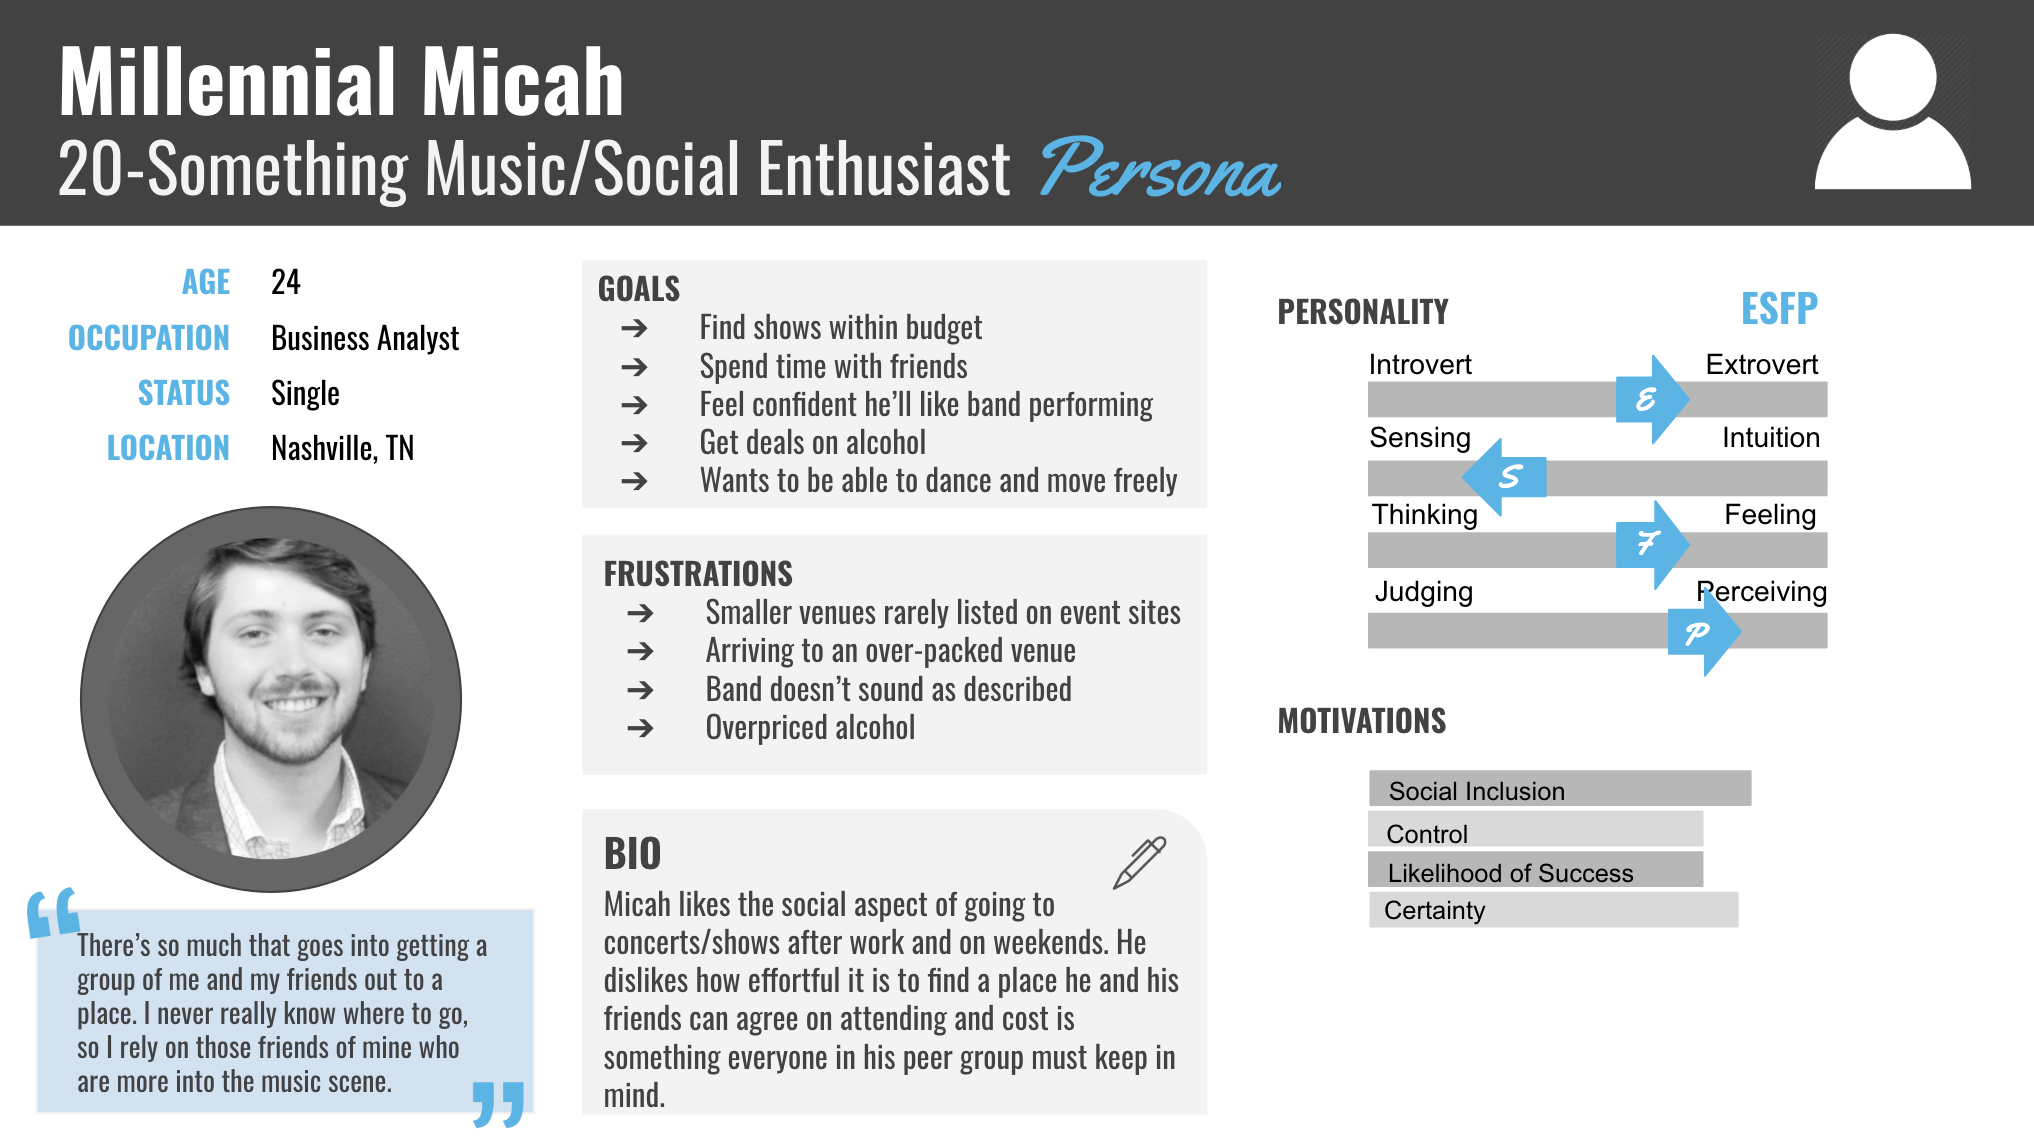 Millennial Micah
20-Something Music/Social Enthusiast Persona
AGE 24
OCCUPATION Business Analyst
STATUS Single
LOCATION Nashville, TN
“There’s so much that goes into getting a
group of me and my friends out to a
place. I never really know where to go,
so I rely on those friends of mine who
are more into the music scene.”
GOALS
➔ Find shows within budget
➔ Spend time with friends
➔ Feel confident he’ll like band performing
➔ Get deals on alcohol
➔ Wants to be able to dance and move freely
FRUSTRATIONS
➔ Smaller venues rarely listed on event sites
➔ Arriving to an over-packed venue
➔ Band doesn’t sound as described
➔ Overpriced alcohol
BIO
Micah likes the social aspect of going to
concerts/shows after work and on weekends. He
dislikes how effortful it is to find a place he and his
friends can agree on attending and cost is
something everyone in his peer group must keep in
mind.
PERSONALITY ESFP
Introvert Extrovert
E
Sensing Intuition
S
Thinking Feeling
F
Judging Perceiving
P
MOTIVATIONS
Social Inclusion
Control
Likelihood of Success
Certainty